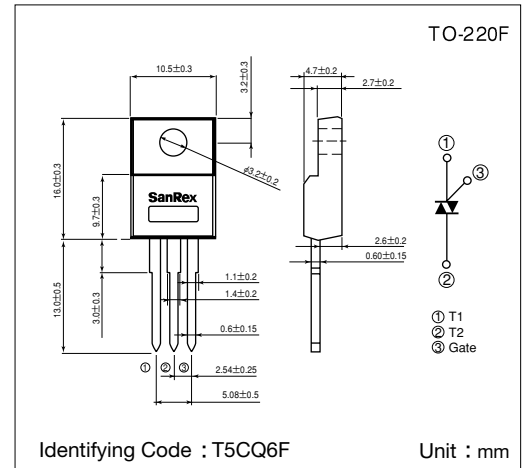 TO-220F
10.5±0.3
3.2±0.3
4.7±0.2
2.7±0.2
①
③
②
16.0±0.3
9.7±0.3
φ3.2±0.2
SanRex
2.6±0.2
0.60±0.15
13.0±0.5
3.0±0.3
1.1±0.2
1.4±0.2
0.6±0.15
① ② ③
2.54±0.25
5.08±0.5
① T1
② T2
③ Gate
Identifying Code：T5CQ6F
Unit：mm